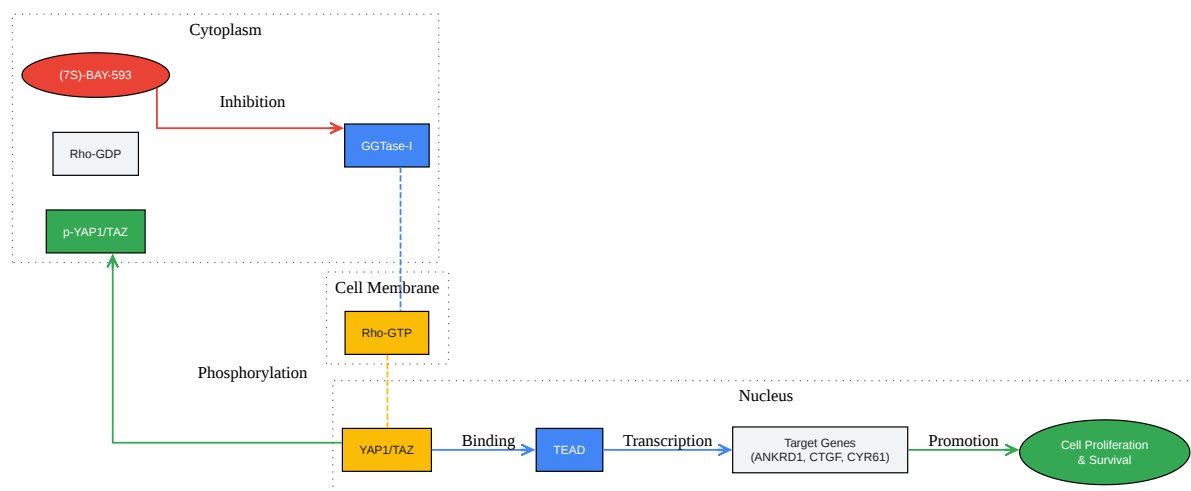 Cytoplasm
(7S)-BAY-593
Inhibition
Rho-GDP
GGTase-I
p-YAP1/TAZ
Cell Membrane
Rho-GTP
Phosphorylation
Nucleus
YAP1/TAZ
Binding
TEAD
Transcription
Target Genes
(ANKRD1, CTGF, CYR61)
Promotion
Cell Proliferation
& Survival